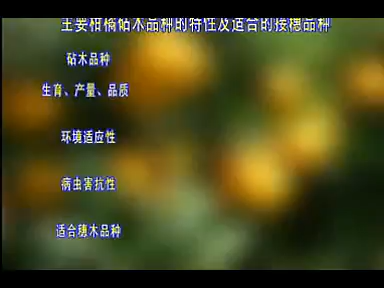 主要柑橘砧木品种的特性及适合的接穗品种
砧木品种
生育、产量、品质
环境适应性
病虫害抗性
适合穗木品种